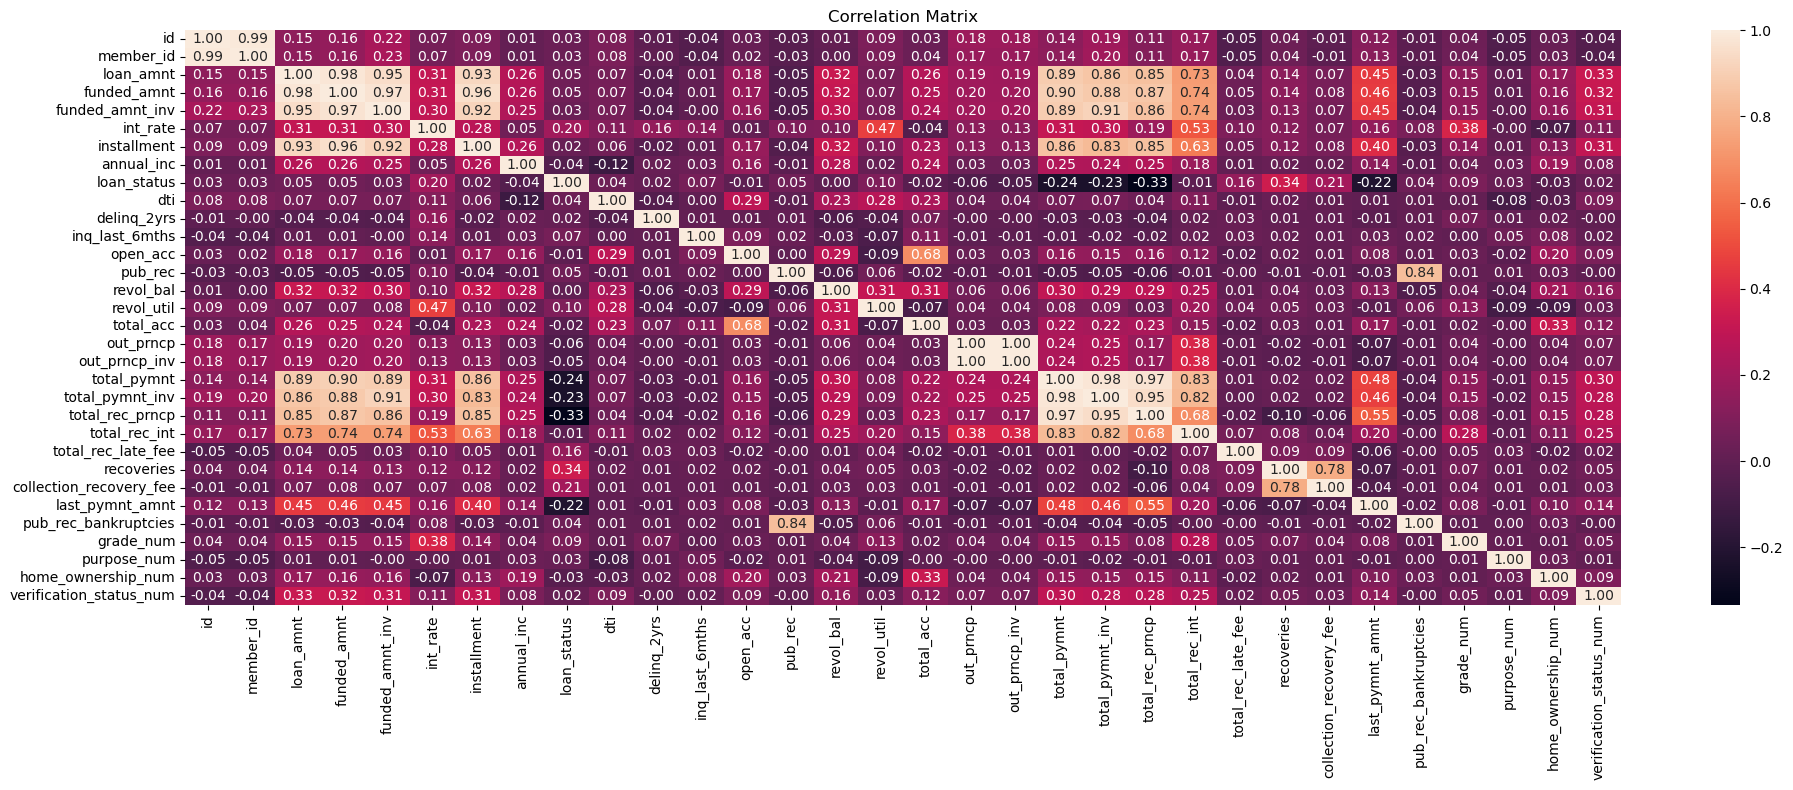 Correlation Matrix
id 1.00 0.99 0.15 0.16 0.22 0.07 0.09 0.01 0.03 0.08 -0.01 -0.04 0.03 -0.03 0.01 0.09 0.03 0.18 0.18 0.14 0.19 0.11 0.17 -0.05 0.04 -0.01 0.12 -0.01 0.04 -0.05 0.03 -0.04
member_id 0.99 1.00 0.15 0.16 0.23 0.07 0.09 0.01 0.03 0.08 -0.00 -0.04 0.02 -0.03 0.00 0.09 0.04 0.17 0.17 0.14 0.20 0.11 0.17 -0.05 0.04 -0.01 0.13 -0.01 0.04 -0.05 0.03 -0.04
loan_amnt 0.15 0.15 1.00 0.98 0.95 0.31 0.93 0.26 0.05 0.07 -0.04 0.01 0.18 -0.05 0.32 0.07 0.26 0.19 0.19 0.89 0.86 0.85 0.73 0.04 0.14 0.07 0.45 -0.03 0.15 0.01 0.17 0.33
funded_amnt 0.16 0.16 0.98 1.00 0.97 0.31 0.96 0.26 0.05 0.07 -0.04 0.01 0.17 -0.05 0.32 0.07 0.25 0.20 0.20 0.90 0.88 0.87 0.74 0.05 0.14 0.08 0.46 -0.03 0.15 0.01 0.16 0.32
funded_amnt_inv 0.22 0.23 0.95 0.97 1.00 0.30 0.92 0.25 0.03 0.07 -0.04 -0.00 0.16 -0.05 0.30 0.08 0.24 0.20 0.20 0.89 0.91 0.86 0.74 0.03 0.13 0.07 0.45 -0.04 0.15 -0.00 0.16 0.31
int_rate 0.07 0.07 0.31 0.31 0.30 1.00 0.28 0.05 0.20 0.11 0.16 0.14 0.01 0.10 0.10 0.47 -0.04 0.13 0.13 0.31 0.30 0.19 0.53 0.10 0.12 0.07 0.16 0.08 0.38 -0.00 -0.07 0.11
installment 0.09 0.09 0.93 0.96 0.92 0.28 1.00 0.26 0.02 0.06 -0.02 0.01 0.17 -0.04 0.32 0.10 0.23 0.13 0.13 0.86 0.83 0.85 0.63 0.05 0.12 0.08 0.40 -0.03 0.14 0.01 0.13 0.31
annual_inc 0.01 0.01 0.26 0.26 0.25 0.05 0.26 1.00 -0.04 -0.12 0.02 0.03 0.16 -0.01 0.28 0.02 0.24 0.03 0.03 0.25 0.24 0.25 0.18 0.01 0.02 0.02 0.14 -0.01 0.04 0.03 0.19 0.08
loan_status 0.03 0.03 0.05 0.05 0.03 0.20 0.02 -0.04 1.00 0.04 0.02 0.07 -0.01 0.05 0.00 0.10 -0.02 -0.06 -0.05 -0.24 -0.23 -0.33 -0.01 0.16 0.34 0.21 -0.22 0.04 0.09 0.03 -0.03 0.02
dti 0.08 0.08 0.07 0.07 0.07 0.11 0.06 -0.12 0.04 1.00 -0.04 0.00 0.29 -0.01 0.23 0.28 0.23 0.04 0.04 0.07 0.07 0.04 0.11 -0.01 0.02 0.01 0.01 0.01 0.01 -0.08 -0.03 0.09
delinq_2yrs -0.01 -0.00 -0.04 -0.04 -0.04 0.16 -0.02 0.02 0.02 -0.04 1.00 0.01 0.01 0.01 -0.06 -0.04 0.07 -0.00 -0.00 -0.03 -0.03 -0.04 0.02 0.03 0.01 0.01 -0.01 0.01 0.07 0.01 0.02 -0.00
inq_last_6mths -0.04 -0.04 0.01 0.01 -0.00 0.14 0.01 0.03 0.07 0.00 0.01 1.00 0.09 0.02 -0.03 -0.07 0.11 -0.01 -0.01 -0.01 -0.02 -0.02 0.02 0.03 0.02 0.01 0.03 0.02 0.00 0.05 0.08 0.02
open_acc 0.03 0.02 0.18 0.17 0.16 0.01 0.17 0.16 -0.01 0.29 0.01 0.09 1.00 0.00 0.29 -0.09 0.68 0.03 0.03 0.16 0.15 0.16 0.12 -0.02 0.02 0.01 0.08 0.01 0.03 -0.02 0.20 0.09
pub_rec -0.03 -0.03 -0.05 -0.05 -0.05 0.10 -0.04 -0.01 0.05 -0.01 0.01 0.02 0.00 1.00 -0.06 0.06 -0.02 -0.01 -0.01 -0.05 -0.05 -0.06 -0.01 -0.00 -0.01 -0.01 -0.03 0.84 0.01 0.01 0.03 -0.00
revol_bal 0.01 0.00 0.32 0.32 0.30 0.10 0.32 0.28 0.00 0.23 -0.06 -0.03 0.29 -0.06 1.00 0.31 0.31 0.06 0.06 0.30 0.29 0.29 0.25 0.01 0.04 0.03 0.13 -0.05 0.04 -0.04 0.21 0.16
revol_util 0.09 0.09 0.07 0.07 0.08 0.47 0.10 0.02 0.10 0.28 -0.04 -0.07 -0.09 0.06 0.31 1.00 -0.07 0.04 0.04 0.08 0.09 0.03 0.20 0.04 0.05 0.03 -0.01 0.06 0.13 -0.09 -0.09 0.03
total_acc 0.03 0.04 0.26 0.25 0.24 -0.04 0.23 0.24 -0.02 0.23 0.07 0.11 0.68 -0.02 0.31 -0.07 1.00 0.03 0.03 0.22 0.22 0.23 0.15 -0.02 0.03 0.01 0.17 -0.01 0.02 -0.00 0.33 0.12
out_prncp 0.18 0.17 0.19 0.20 0.20 0.13 0.13 0.03 -0.06 0.04 -0.00 -0.01 0.03 -0.01 0.06 0.04 0.03 1.00 1.00 0.24 0.25 0.17 0.38 -0.01 -0.02 -0.01 -0.07 -0.01 0.04 -0.00 0.04 0.07
out_prncp_inv 0.18 0.17 0.19 0.20 0.20 0.13 0.13 0.03 -0.05 0.04 -0.00 -0.01 0.03 -0.01 0.06 0.04 0.03 1.00 1.00 0.24 0.25 0.17 0.38 -0.01 -0.02 -0.01 -0.07 -0.01 0.04 -0.00 0.04 0.07
total_pymnt 0.14 0.14 0.89 0.90 0.89 0.31 0.86 0.25 -0.24 0.07 -0.03 -0.01 0.16 -0.05 0.30 0.08 0.22 0.24 0.24 1.00 0.98 0.97 0.83 0.01 0.02 0.02 0.48 -0.04 0.15 -0.01 0.15 0.30
total_pymnt_inv 0.19 0.20 0.86 0.88 0.91 0.30 0.83 0.24 -0.23 0.07 -0.03 -0.02 0.15 -0.05 0.29 0.09 0.22 0.25 0.25 0.98 1.00 0.95 0.82 0.00 0.02 0.02 0.46 -0.04 0.15 -0.02 0.15 0.28
total_rec_prncp 0.11 0.11 0.85 0.87 0.86 0.19 0.85 0.25 -0.33 0.04 -0.04 -0.02 0.16 -0.06 0.29 0.03 0.23 0.17 0.17 0.97 0.95 1.00 0.68 -0.02 -0.10 -0.06 0.55 -0.05 0.08 -0.01 0.15 0.28
total_rec_int 0.17 0.17 0.73 0.74 0.74 0.53 0.63 0.18 -0.01 0.11 0.02 0.02 0.12 -0.01 0.25 0.20 0.15 0.38 0.38 0.83 0.82 0.68 1.00 0.07 0.08 0.04 0.20 -0.00 0.28 -0.01 0.11 0.25
total_rec_late_fee -0.05 -0.05 0.04 0.05 0.03 0.10 0.05 0.01 0.16 -0.01 0.03 0.03 -0.02 -0.00 0.01 0.04 -0.02 -0.01 -0.01 0.01 0.00 -0.02 0.07 1.00 0.09 0.09 -0.06 -0.00 0.05 0.03 -0.02 0.02
recoveries 0.04 0.04 0.14 0.14 0.13 0.12 0.12 0.02 0.34 0.02 0.01 0.02 0.02 -0.01 0.04 0.05 0.03 -0.02 -0.02 0.02 0.02 -0.10 0.08 0.09 1.00 0.78 -0.07 -0.01 0.07 0.01 0.02 0.05
collection_recovery_fee -0.01 -0.01 0.07 0.08 0.07 0.07 0.08 0.02 0.21 0.01 0.01 0.01 0.01 -0.01 0.03 0.03 0.01 -0.01 -0.01 0.02 0.02 -0.06 0.04 0.09 0.78 1.00 -0.04 -0.01 0.04 0.01 0.01 0.03
last_pymnt_amnt 0.12 0.13 0.45 0.46 0.45 0.16 0.40 0.14 -0.22 0.01 -0.01 0.03 0.08 -0.03 0.13 -0.01 0.17 -0.07 -0.07 0.48 0.46 0.55 0.20 -0.06 -0.07 -0.04 1.00 -0.02 0.08 -0.01 0.10 0.14
pub_rec_bankruptcies -0.01 -0.01 -0.03 -0.03 -0.04 0.08 -0.03 -0.01 0.04 0.01 0.01 0.02 0.01 0.84 -0.05 0.06 -0.01 -0.01 -0.01 -0.04 -0.04 -0.05 -0.00 -0.00 -0.01 -0.01 -0.02 1.00 0.01 0.00 0.03 -0.00
grade_num 0.04 0.04 0.15 0.15 0.15 0.38 0.14 0.04 0.09 0.01 0.07 0.00 0.03 0.01 0.04 0.13 0.02 0.04 0.04 0.15 0.15 0.08 0.28 0.05 0.07 0.04 0.08 0.01 1.00 0.01 0.01 0.05
purpose_num -0.05 -0.05 0.01 0.01 -0.00 -0.00 0.01 0.03 0.03 -0.08 0.01 0.05 -0.02 0.01 -0.04 -0.09 -0.00 -0.00 -0.00 -0.01 -0.02 -0.01 -0.01 0.03 0.01 0.01 -0.01 0.00 0.01 1.00 0.03 0.01
home_ownership_num 0.03 0.03 0.17 0.16 0.16 -0.07 0.13 0.19 -0.03 -0.03 0.02 0.08 0.20 0.03 0.21 -0.09 0.33 0.04 0.04 0.15 0.15 0.15 0.11 -0.02 0.02 0.01 0.10 0.03 0.01 0.03 1.00 0.09
verification_status_num -0.04 -0.04 0.33 0.32 0.31 0.11 0.31 0.08 0.02 0.09 -0.00 0.02 0.09 -0.00 0.16 0.03 0.12 0.07 0.07 0.30 0.28 0.28 0.25 0.02 0.05 0.03 0.14 -0.00 0.05 0.01 0.09 1.00
id
member_id
loan_amnt
funded_amnt
funded_amnt_inv
int_rate
installment
annual_inc
loan_status
dti
delinq_2yrs
inq_last_6mths
open_acc
pub_rec
revol_bal
revol_util
total_acc
out_prncp
out_prncp_inv
total_pymnt
total_pymnt_inv
total_rec_prncp
total_rec_int
total_rec_late_fee
recoveries
collection_recovery_fee
last_pymnt_amnt
pub_rec_bankruptcies
grade_num
purpose_num
home_ownership_num
verification_status_num
1.0
0.8
0.6
0.4
0.2
0.0
−0.2